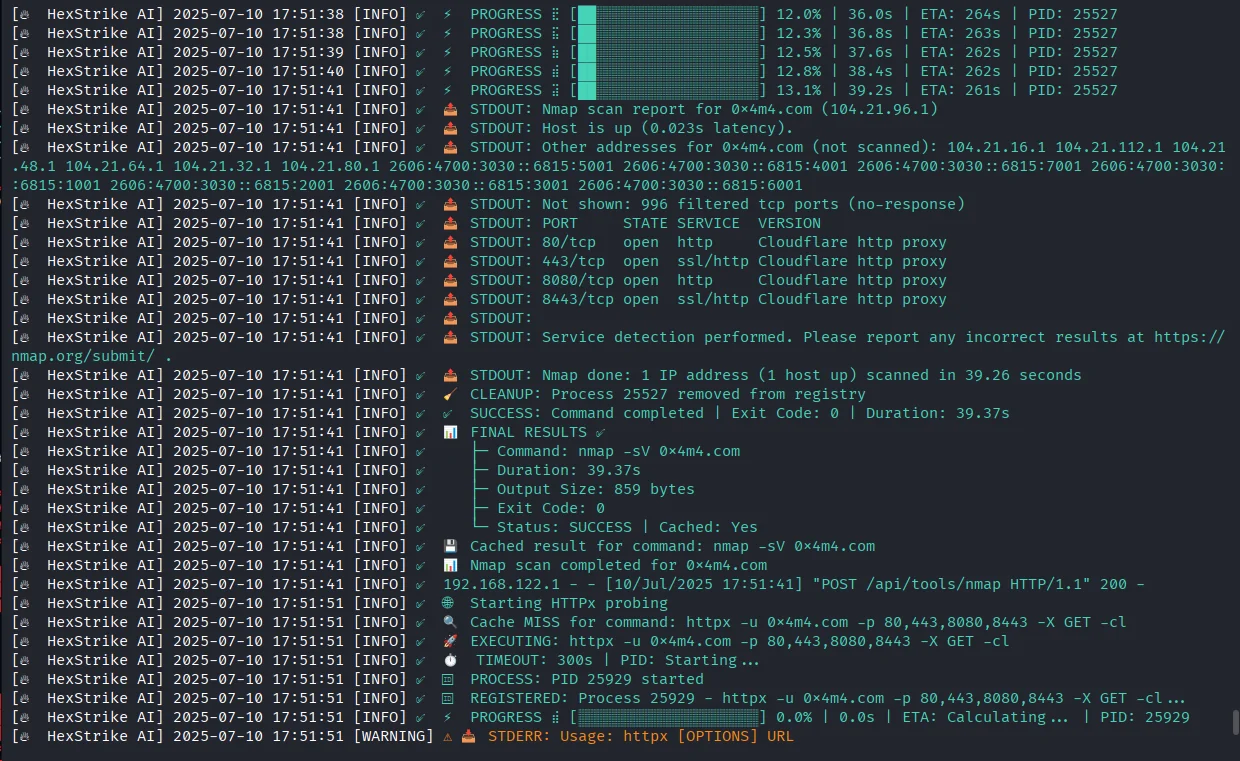 [🔥 HexStrike AI] 2025-07-10 17:51:38 [INFO] ✅ ⚡ PROGRESS ⣟ [██▒▒▒▒▒▒▒▒▒▒▒▒▒▒▒▒▒▒] 12.0% | 36.0s | ETA: 264s | PID: 25527
[🔥 HexStrike AI] 2025-07-10 17:51:38 [INFO] ✅ ⚡ PROGRESS ⣯ [██▒▒▒▒▒▒▒▒▒▒▒▒▒▒▒▒▒▒] 12.3% | 36.8s | ETA: 263s | PID: 25527
[🔥 HexStrike AI] 2025-07-10 17:51:39 [INFO] ✅ ⚡ PROGRESS ⣷ [██▒▒▒▒▒▒▒▒▒▒▒▒▒▒▒▒▒▒] 12.5% | 37.6s | ETA: 262s | PID: 25527
[🔥 HexStrike AI] 2025-07-10 17:51:40 [INFO] ✅ ⚡ PROGRESS ⣾ [██▒▒▒▒▒▒▒▒▒▒▒▒▒▒▒▒▒▒] 12.8% | 38.4s | ETA: 262s | PID: 25527
[🔥 HexStrike AI] 2025-07-10 17:51:41 [INFO] ✅ ⚡ PROGRESS ⣽ [██▒▒▒▒▒▒▒▒▒▒▒▒▒▒▒▒▒▒] 13.1% | 39.2s | ETA: 261s | PID: 25527
[🔥 HexStrike AI] 2025-07-10 17:51:41 [INFO] ✅ 📤 STDOUT: Nmap scan report for 0×4m4.com (104.21.96.1)
[🔥 HexStrike AI] 2025-07-10 17:51:41 [INFO] ✅ 📤 STDOUT: Host is up (0.023s latency).
[🔥 HexStrike AI] 2025-07-10 17:51:41 [INFO] ✅ 📤 STDOUT: Other addresses for 0×4m4.com (not scanned): 104.21.16.1 104.21.112.1 104.21
.48.1 104.21.64.1 104.21.32.1 104.21.80.1 2606:4700:3030::6815:5001 2606:4700:3030::6815:4001 2606:4700:3030::6815:7001 2606:4700:3030:
:6815:1001 2606:4700:3030::6815:2001 2606:4700:3030::6815:3001 2606:4700:3030::6815:6001
[🔥 HexStrike AI] 2025-07-10 17:51:41 [INFO] ✅ 📤 STDOUT: Not shown: 996 filtered tcp ports (no-response)
[🔥 HexStrike AI] 2025-07-10 17:51:41 [INFO] ✅ 📤 STDOUT: PORT     STATE SERVICE  VERSION
[🔥 HexStrike AI] 2025-07-10 17:51:41 [INFO] ✅ 📤 STDOUT: 80/tcp   open  http     Cloudflare http proxy
[🔥 HexStrike AI] 2025-07-10 17:51:41 [INFO] ✅ 📤 STDOUT: 443/tcp  open  ssl/http Cloudflare http proxy
[🔥 HexStrike AI] 2025-07-10 17:51:41 [INFO] ✅ 📤 STDOUT: 8080/tcp open  http     Cloudflare http proxy
[🔥 HexStrike AI] 2025-07-10 17:51:41 [INFO] ✅ 📤 STDOUT: 8443/tcp open  ssl/http Cloudflare http proxy
[🔥 HexStrike AI] 2025-07-10 17:51:41 [INFO] ✅ 📤 STDOUT:
[🔥 HexStrike AI] 2025-07-10 17:51:41 [INFO] ✅ 📤 STDOUT: Service detection performed. Please report any incorrect results at https://
nmap.org/submit/ .
[🔥 HexStrike AI] 2025-07-10 17:51:41 [INFO] ✅ 📤 STDOUT: Nmap done: 1 IP address (1 host up) scanned in 39.26 seconds
[🔥 HexStrike AI] 2025-07-10 17:51:41 [INFO] ✅ 🧹 CLEANUP: Process 25527 removed from registry
[🔥 HexStrike AI] 2025-07-10 17:51:41 [INFO] ✅ ✅ SUCCESS: Command completed | Exit Code: 0 | Duration: 39.37s
[🔥 HexStrike AI] 2025-07-10 17:51:41 [INFO] ✅ 📊 FINAL RESULTS ✅
[🔥 HexStrike AI] 2025-07-10 17:51:41 [INFO] ✅    ├─ Command: nmap -sV 0×4m4.com
[🔥 HexStrike AI] 2025-07-10 17:51:41 [INFO] ✅    ├─ Duration: 39.37s
[🔥 HexStrike AI] 2025-07-10 17:51:41 [INFO] ✅    ├─ Output Size: 859 bytes
[🔥 HexStrike AI] 2025-07-10 17:51:41 [INFO] ✅    ├─ Exit Code: 0
[🔥 HexStrike AI] 2025-07-10 17:51:41 [INFO] ✅    └─ Status: SUCCESS | Cached: Yes
[🔥 HexStrike AI] 2025-07-10 17:51:41 [INFO] ✅ 💾 Cached result for command: nmap -sV 0×4m4.com
[🔥 HexStrike AI] 2025-07-10 17:51:41 [INFO] ✅ 📊 Nmap scan completed for 0×4m4.com
[🔥 HexStrike AI] 2025-07-10 17:51:41 [INFO] ✅ 192.168.122.1 - - [10/Jul/2025 17:51:41] "POST /api/tools/nmap HTTP/1.1" 200 -
[🔥 HexStrike AI] 2025-07-10 17:51:51 [INFO] ✅ 🌐 Starting HTTPx probing
[🔥 HexStrike AI] 2025-07-10 17:51:51 [INFO] ✅ 🔍 Cache MISS for command: httpx -u 0×4m4.com -p 80,443,8080,8443 -X GET -cl
[🔥 HexStrike AI] 2025-07-10 17:51:51 [INFO] ✅ 🚀 EXECUTING: httpx -u 0×4m4.com -p 80,443,8080,8443 -X GET -cl
[🔥 HexStrike AI] 2025-07-10 17:51:51 [INFO] ✅ ⏱️ TIMEOUT: 300s | PID: Starting...
[🔥 HexStrike AI] 2025-07-10 17:51:51 [INFO] ✅ 🆔 PROCESS: PID 25929 started
[🔥 HexStrike AI] 2025-07-10 17:51:51 [INFO] ✅ 🆔 REGISTERED: Process 25929 - httpx -u 0×4m4.com -p 80,443,8080,8443 -X GET -cl...
[🔥 HexStrike AI] 2025-07-10 17:51:51 [INFO] ✅ ⚡ PROGRESS ⣾ [▒▒▒▒▒▒▒▒▒▒▒▒▒▒▒▒▒▒▒▒] 0.0% | 0.0s | ETA: Calculating... | PID: 25929
[🔥 HexStrike AI] 2025-07-10 17:51:51 [WARNING] ⚠ 📥 STDERR: Usage: httpx [OPTIONS] URL